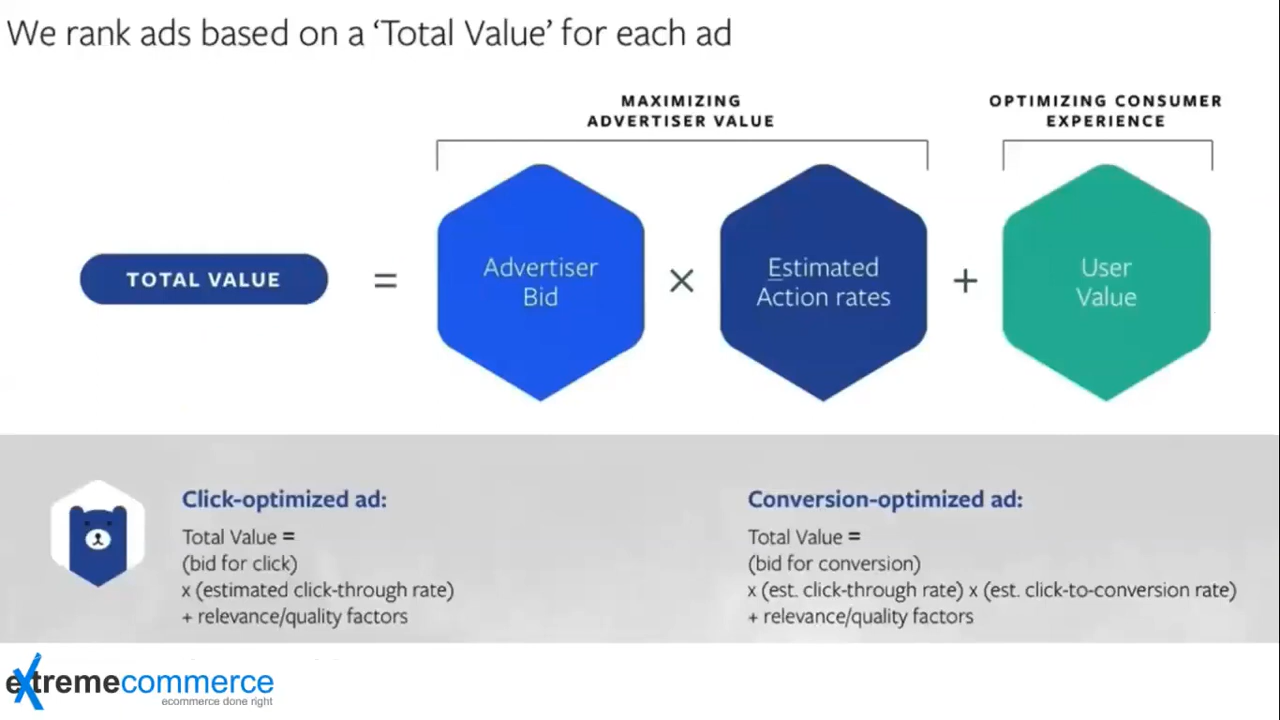 We rank ads based on a ‘Total Value’ for each ad
MAXIMIZING
ADVERTISER VALUE
OPTIMIZING CONSUMER
EXPERIENCE
TOTAL VALUE
=
Advertiser
Bid
X
Estimated
Action rates
+
User
Value
Click-optimized ad:
Total Value =
(bid for click)
x (estimated click-through rate)
+ relevance/quality factors
Conversion-optimized ad:
Total Value =
(bid for conversion)
x (est. click-through rate) x (est. click-to-conversion rate)
+ relevance/quality factors
extremecommerce
ecommerce done right